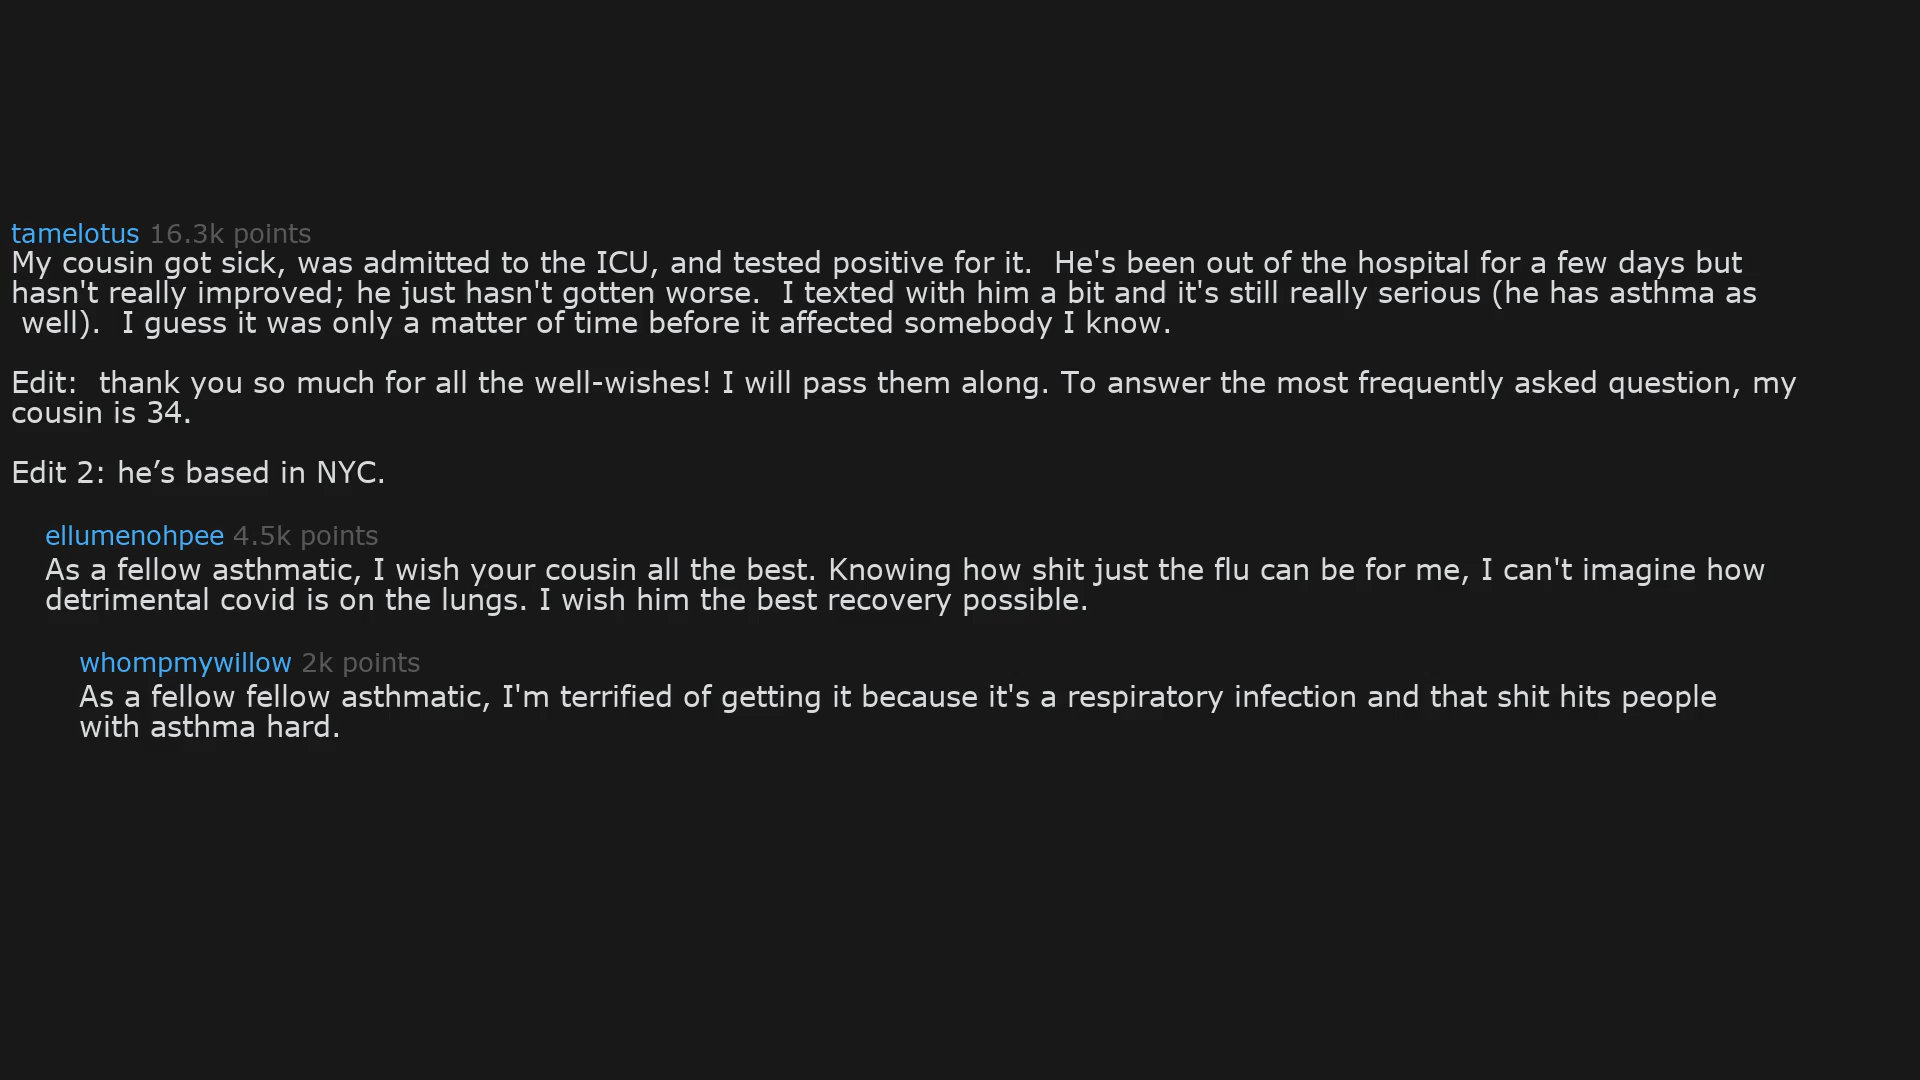 tamelotus 16.3k points
My cousin got sick, was admitted to the ICU, and tested positive for it.  He's been out of the hospital for a few days but
hasn't really improved; he just hasn't gotten worse.  I texted with him a bit and it's still really serious (he has asthma as
well).  I guess it was only a matter of time before it affected somebody I know.
Edit:  thank you so much for all the well-wishes! I will pass them along. To answer the most frequently asked question, my
cousin is 34.
Edit 2: he’s based in NYC.
ellumenohpee 4.5k points
As a fellow asthmatic, I wish your cousin all the best. Knowing how shit just the flu can be for me, I can't imagine how
detrimental covid is on the lungs. I wish him the best recovery possible.
whompmywillow 2k points
As a fellow fellow asthmatic, I'm terrified of getting it because it's a respiratory infection and that shit hits people
with asthma hard.